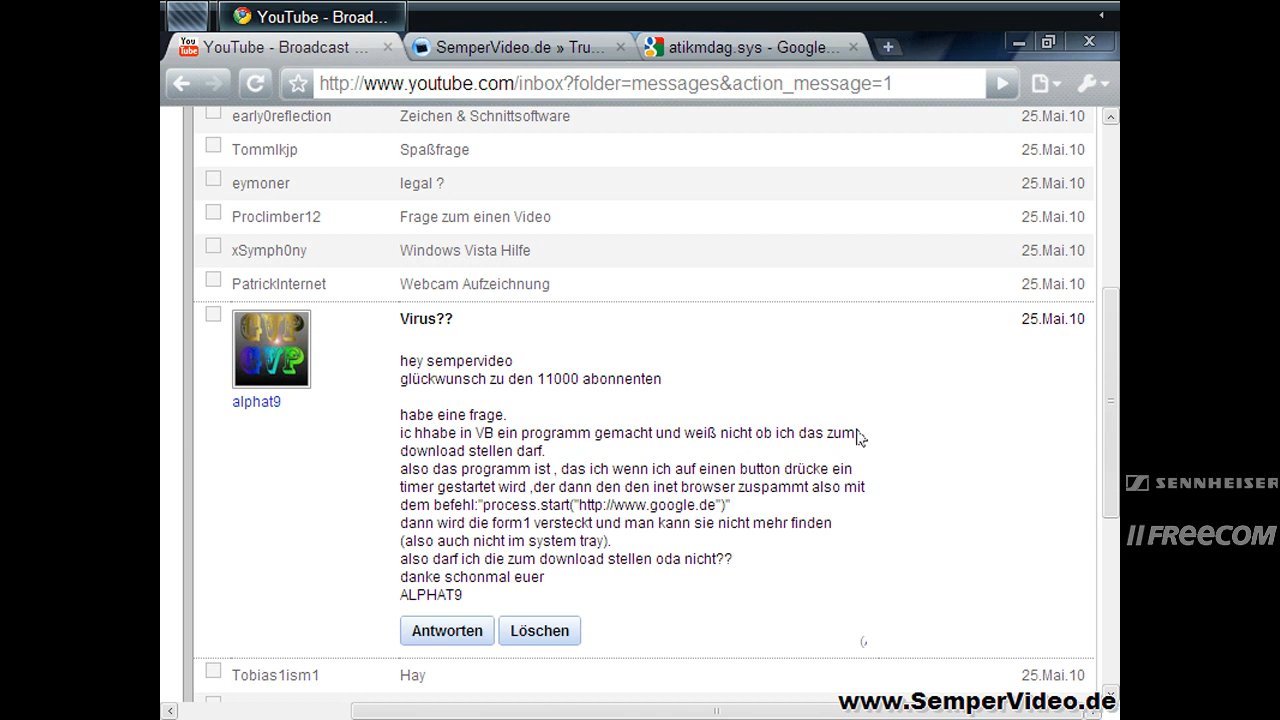 YouTube - Broad...
YouTube - Broadcast ...
SemperVideo.de » Tru...
atikmdag.sys - Google...
http://www.youtube.com/inbox?folder=messages&action_message=1
early0reflection Zeichen & Schnittsoftware 25.Mai.10
Tommlkjp Spaßfrage 25.Mai.10
eymoner legal ? 25.Mai.10
Proclimber12 Frage zum einen Video 25.Mai.10
xSymph0ny Windows Vista Hilfe 25.Mai.10
PatrickInternet Webcam Aufzeichnung 25.Mai.10
Virus?? 25.Mai.10
GVP
GVP
alphat9
hey sempervideo
glückwunsch zu den 11000 abonnenten
habe eine frage.
ic hhabe in VB ein programm gemacht und weiß nicht ob ich das zum
download stellen darf.
also das programm ist , das ich wenn ich auf einen button drücke ein
timer gestartet wird ,der dann den den inet browser zuspammt also mit
dem befehl:"process.start("http://www.google.de")"
dann wird die form1 versteckt und man kann sie nicht mehr finden
(also auch nicht im system tray).
also darf ich die zum download stellen oda nicht??
danke schonmal euer
ALPHAT9
Antworten Löschen
Tobias1ism1 Hay 25.Mai.10
www.SemperVideo.de
SENNHEISER
FREECOM